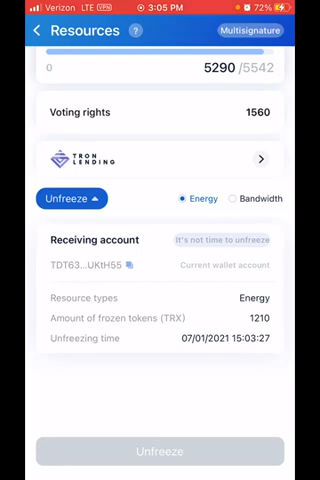 Verizon LTE VPN 3:05 PM 72%
Resources ? Multisignature
0 5290 /5542
Voting rights 1560
TRON
LENDING
Unfreeze Energy Bandwidth
Receiving account It's not time to unfreeze
TDT63...UKtH55 Current wallet account
Resource types Energy
Amount of frozen tokens (TRX) 1210
Unfreezing time 07/01/2021 15:03:27
Unfreeze